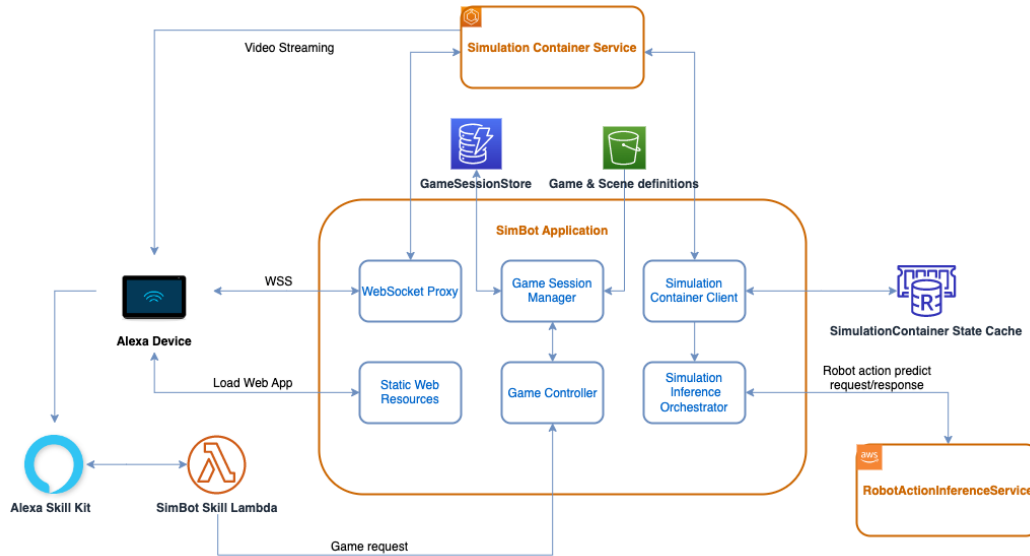 Video Streaming
Simulation Container Service
GameSessionStore
Game & Scene definitions
SimBot Application
WSS
WebSocket Proxy
Game Session
Manager
Simulation
Container Client
R
SimulationContainer State Cache
Alexa Device
Load Web App
Static Web
Resources
Game Controller
Simulation
Inference
Orchestrator
Robot action predict
request/response
aws
RobotActionInferenceService
Alexa Skill Kit
SimBot Skill Lambda
Game request